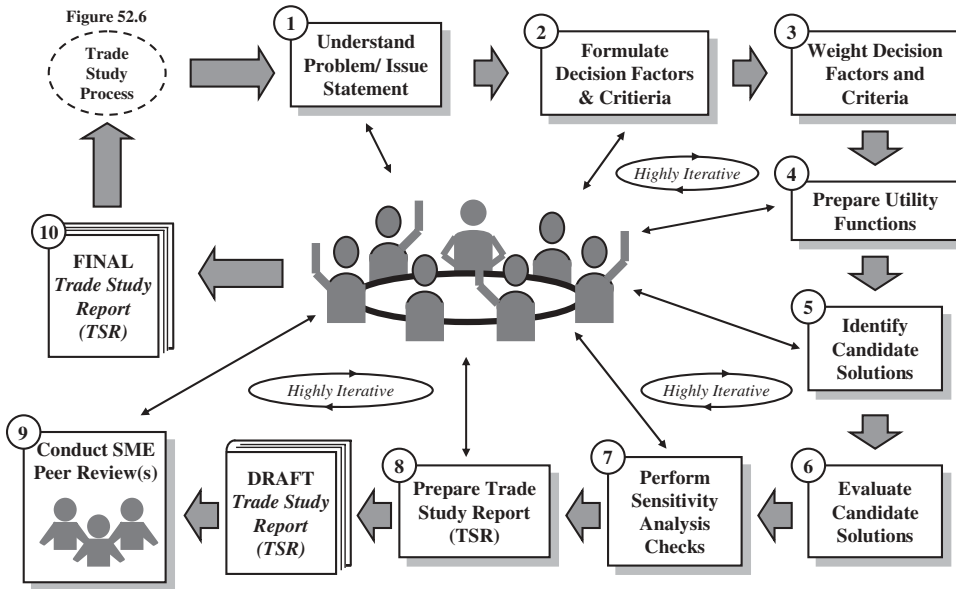 Figure 52.6
Trade
Study
Process
1
Understand
Problem/ Issue
Statement
2
Formulate
Decision Factors
& Critieria
3
Weight Decision
Factors and
Criteria
Highly Iterative
4
Prepare Utility
Functions
5
Identify
Candidate
Solutions
Highly Iterative
6
Evaluate
Candidate
Solutions
7
Perform
Sensitivity
Analysis
Checks
8
Prepare Trade
Study Report
(TSR)
Highly Iterative
DRAFT
Trade Study
Report
(TSR)
9
Conduct SME
Peer Review(s)
10
FINAL
Trade Study
Report
(TSR)